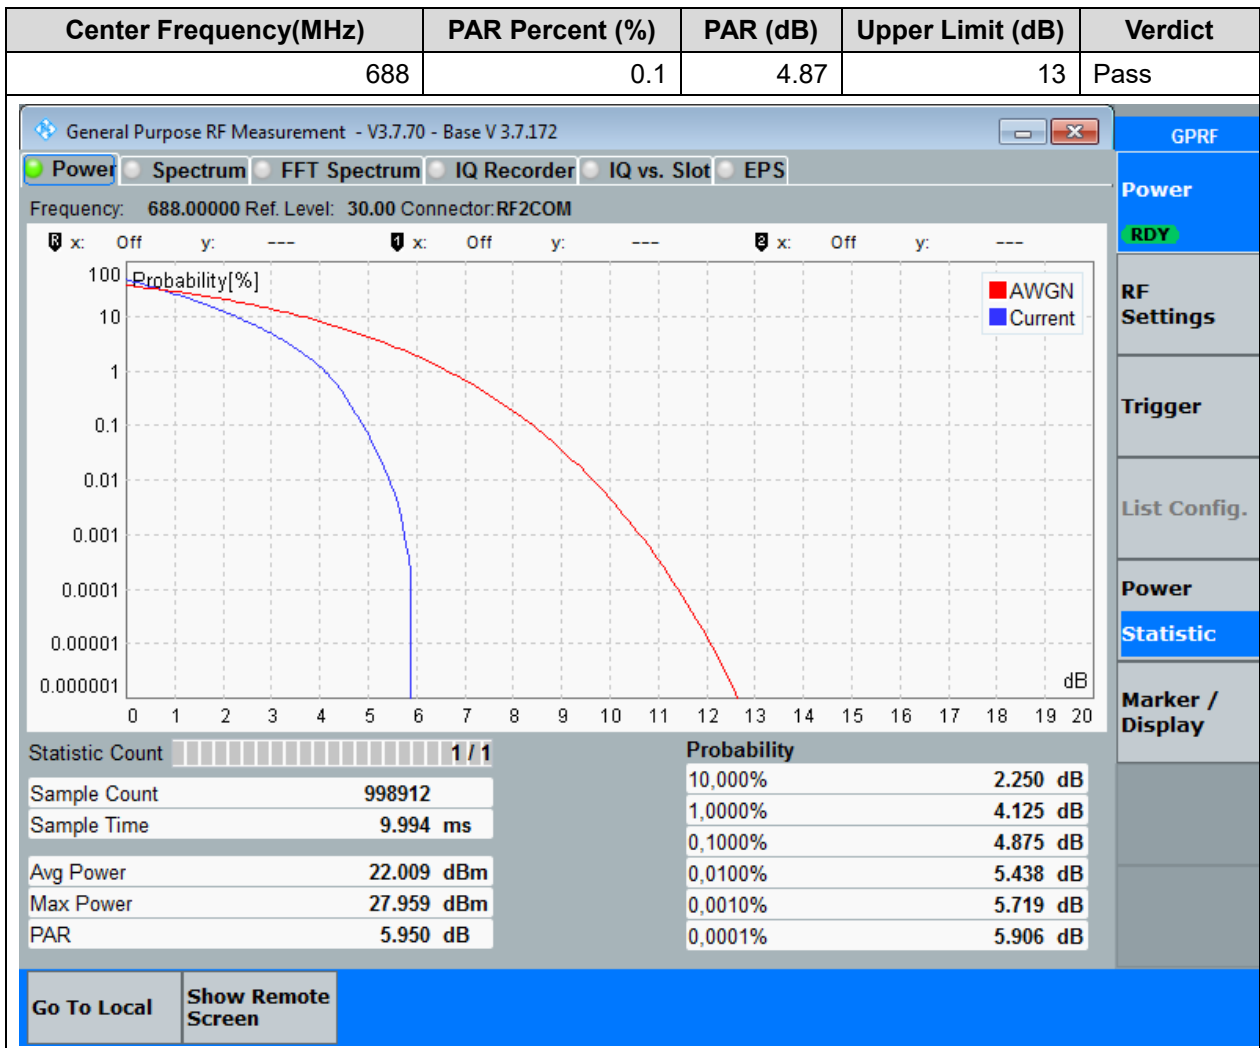 Center Frequency(MHz) PAR Percent (%) PAR (dB) Upper Limit (dB) Verdict
688 0.1 4.87 13 Pass
General Purpose RF Measurement - V3.7.70 - Base V 3.7.172
GPRF
Power Spectrum FFT Spectrum IQ Recorder IQ vs. Slot EPS
Power
RDY
Frequency: 688.00000 Ref. Level: 30.00 Connector: RF2COM
R x: Off y: --- 1 x: Off y: --- 2 x: Off y: ---
Probability[%]
AWGN
Current
100
10
1
0.1
0.01
0.001
0.0001
0.00001
0.000001
dB
0 1 2 3 4 5 6 7 8 9 10 11 12 13 14 15 16 17 18 19 20
RF
Settings
Trigger
List Config.
Power
Statistic
Marker /
Display
Statistic Count 1 / 1
Sample Count 998912
Sample Time 9.994 ms
Avg Power 22.009 dBm
Max Power 27.959 dBm
PAR 5.950 dB
Probability
10,000% 2.250 dB
1,0000% 4.125 dB
0,1000% 4.875 dB
0,0100% 5.438 dB
0,0010% 5.719 dB
0,0001% 5.906 dB
Go To Local
Show Remote
Screen